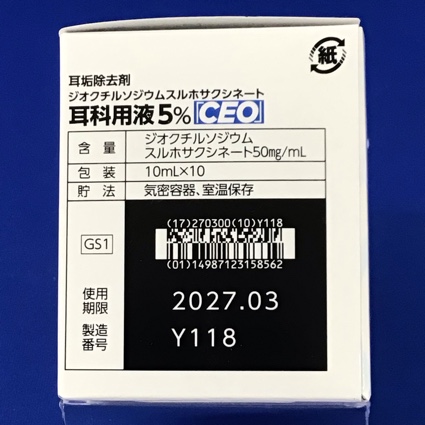 紙
耳垢除去剤
ジオクチルソジウムスルホサクシネート
耳科用液5% CEO
含 量 ジオクチルソジウム
スルホサクシネート50mg/mL
包 装 10mL×10
貯 法 気密容器、室温保存
GS1
(17)270300(10)Y118
(01)14987123158562
使用
期限 2027.03
製造
番号 Y118